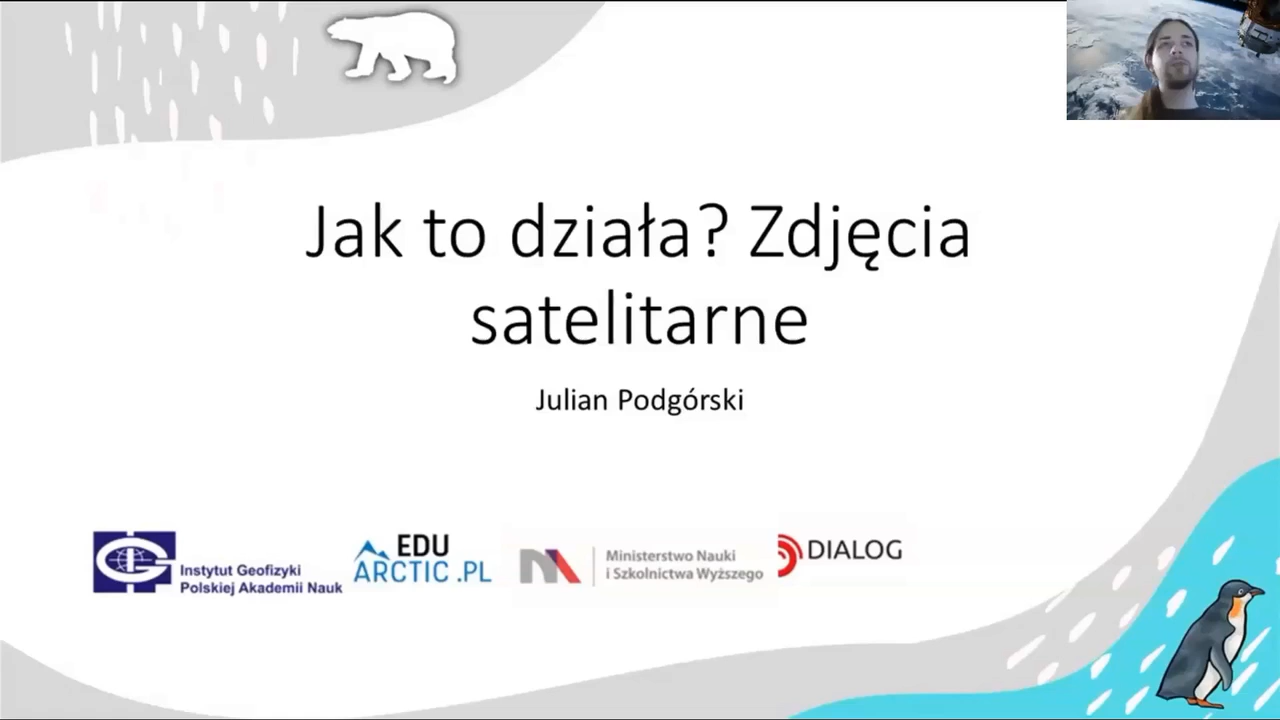 Jak to działa? Zdjęcia
satelitarne
Julian Podgórski
Instytut Geofizyki
Polskiej Akademii Nauk
EDU
ARCTIC.PL
Ministerstwo Nauki
i Szkolnictwa Wyższego
DIALOG